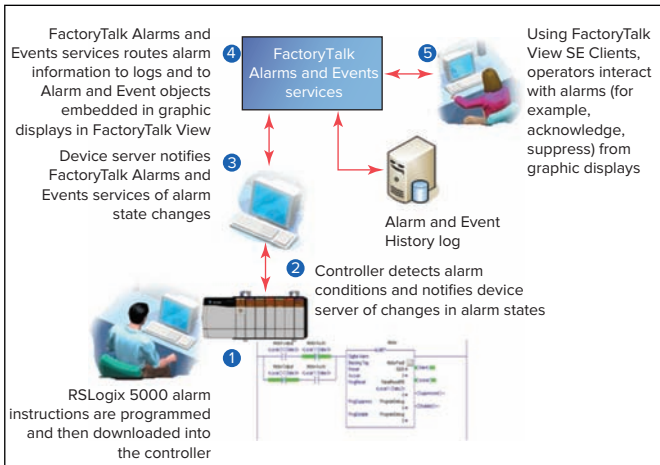 FactoryTalk Alarms and
Events services routes alarm
information to logs and to
Alarm and Event objects
embedded in graphic
displays in FactoryTalk View
4
FactoryTalk
Alarms and Events
services
5
Using FactoryTalk
View SE Clients,
operators interact
with alarms (for
example,
acknowledge,
suppress) from
graphic displays
Device server notifies
FactoryTalk Alarms and
Events services of alarm
state changes
3
Alarm and Event
History log
2
Controller detects alarm
conditions and notifies device
server of changes in alarm states
1
RSLogix 5000 alarm
instructions are programmed
and then downloaded into
the controller